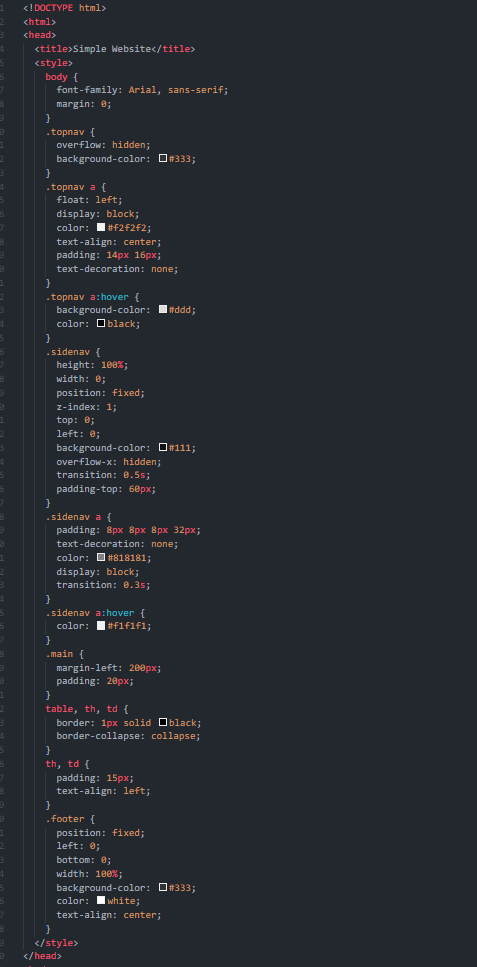 <!DOCTYPE html>
<html>
<head>
  <title>Simple Website</title>
  <style>
    body {
      font-family: Arial, sans-serif;
      margin: 0;
    }
    .topnav {
      overflow: hidden;
      background-color: #333;
    }
    .topnav a {
      float: left;
      display: block;
      color: #f2f2f2;
      text-align: center;
      padding: 14px 16px;
      text-decoration: none;
    }
    .topnav a:hover {
      background-color: #ddd;
      color: black;
    }
    .sidenav {
      height: 100%;
      width: 0;
      position: fixed;
      z-index: 1;
      top: 0;
      left: 0;
      background-color: #111;
      overflow-x: hidden;
      transition: 0.5s;
      padding-top: 60px;
    }
    .sidenav a {
      padding: 8px 8px 8px 32px;
      text-decoration: none;
      color: #818181;
      display: block;
      transition: 0.3s;
    }
    .sidenav a:hover {
      color: #f1f1f1;
    }
    .main {
      margin-left: 200px;
      padding: 20px;
    }
    table, th, td {
      border: 1px solid black;
      border-collapse: collapse;
    }
    th, td {
      padding: 15px;
      text-align: left;
    }
    .footer {
      position: fixed;
      left: 0;
      bottom: 0;
      width: 100%;
      background-color: #333;
      color: white;
      text-align: center;
    }
  </style>
</head>